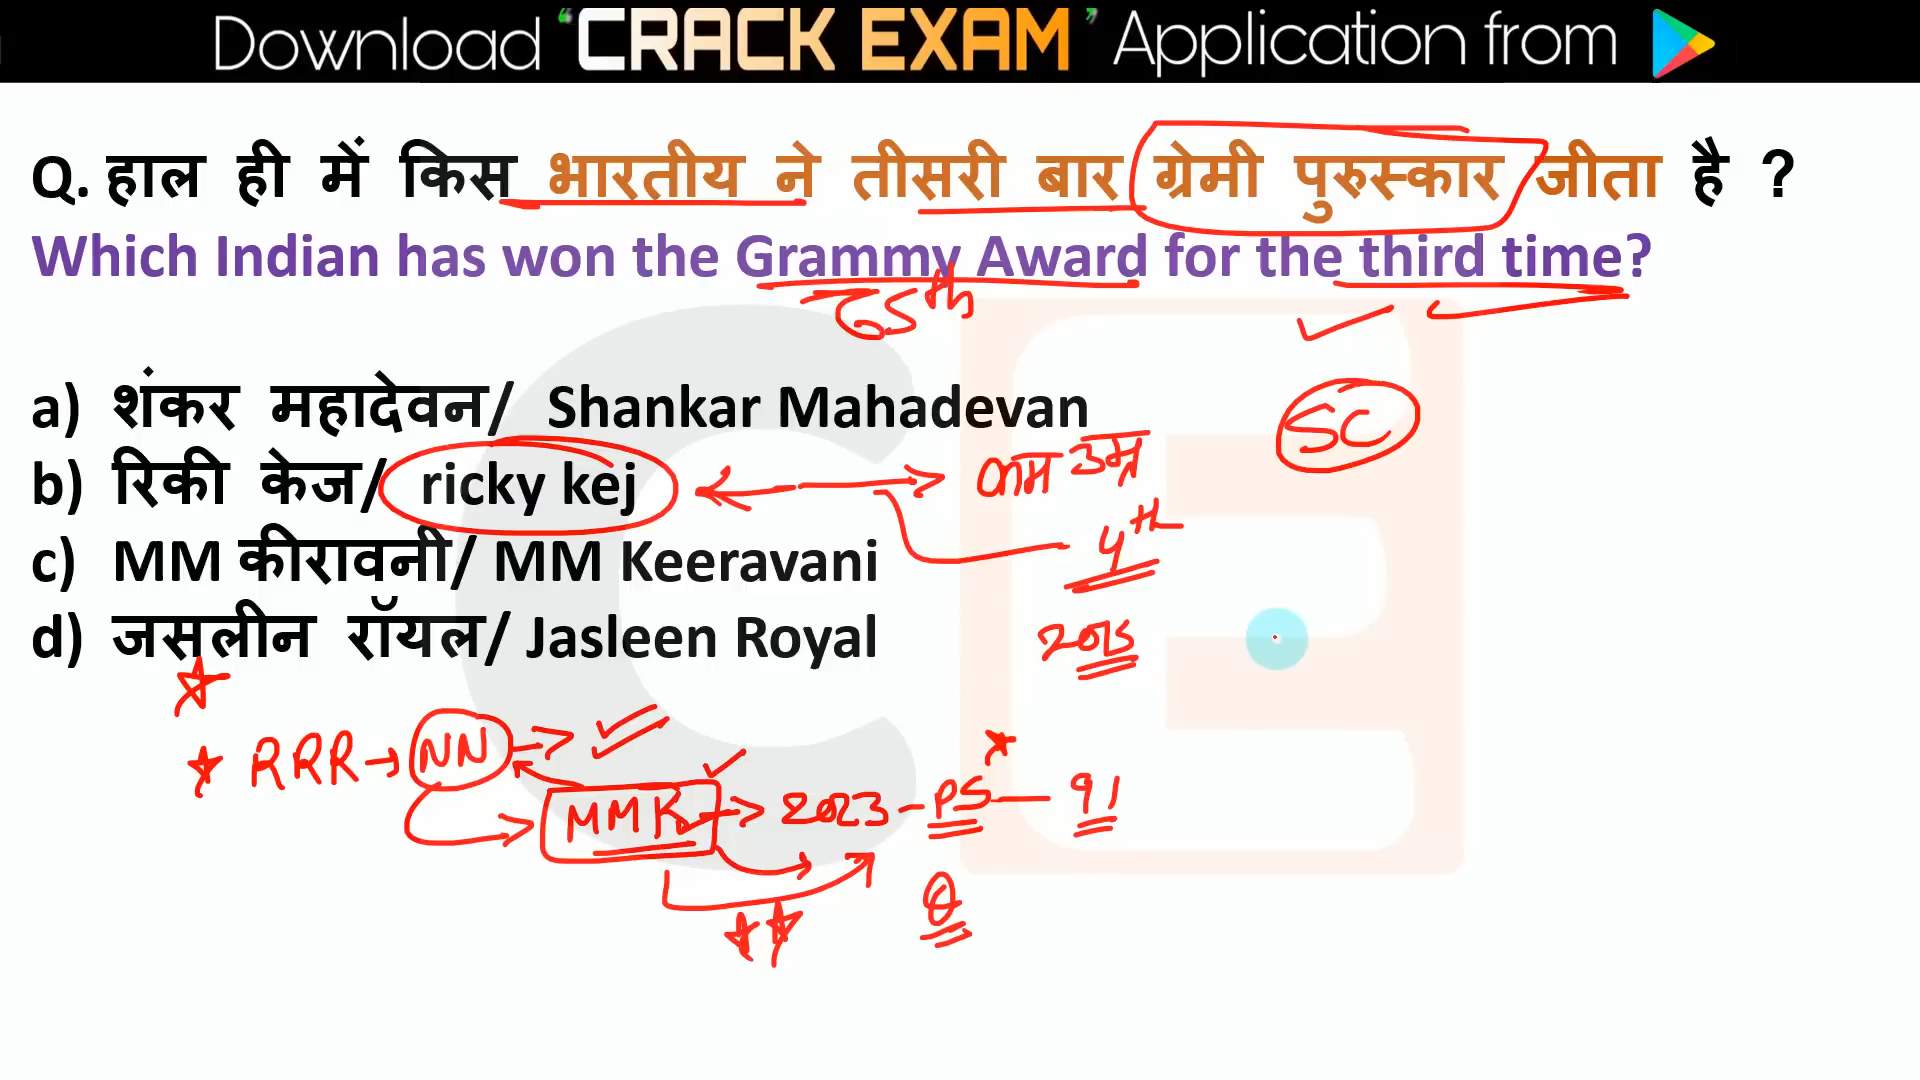 Download ‘CRACK EXAM’ Application from
Q. हाल ही में किस भारतीय ने तीसरी बार ग्रेमी पुरुस्कार जीता है ?
Which Indian has won the Grammy Award for the third time?
65th
a) शंकर महादेवन/ Shankar Mahadevan
SC
b) रिकी केज/ ricky kej
कम उम्र
4th
c) MM कीरावनी/ MM Keeravani
d) जसलीन रॉयल/ Jasleen Royal
2015
RRR → NN
MMK → 2023 - PS - 91